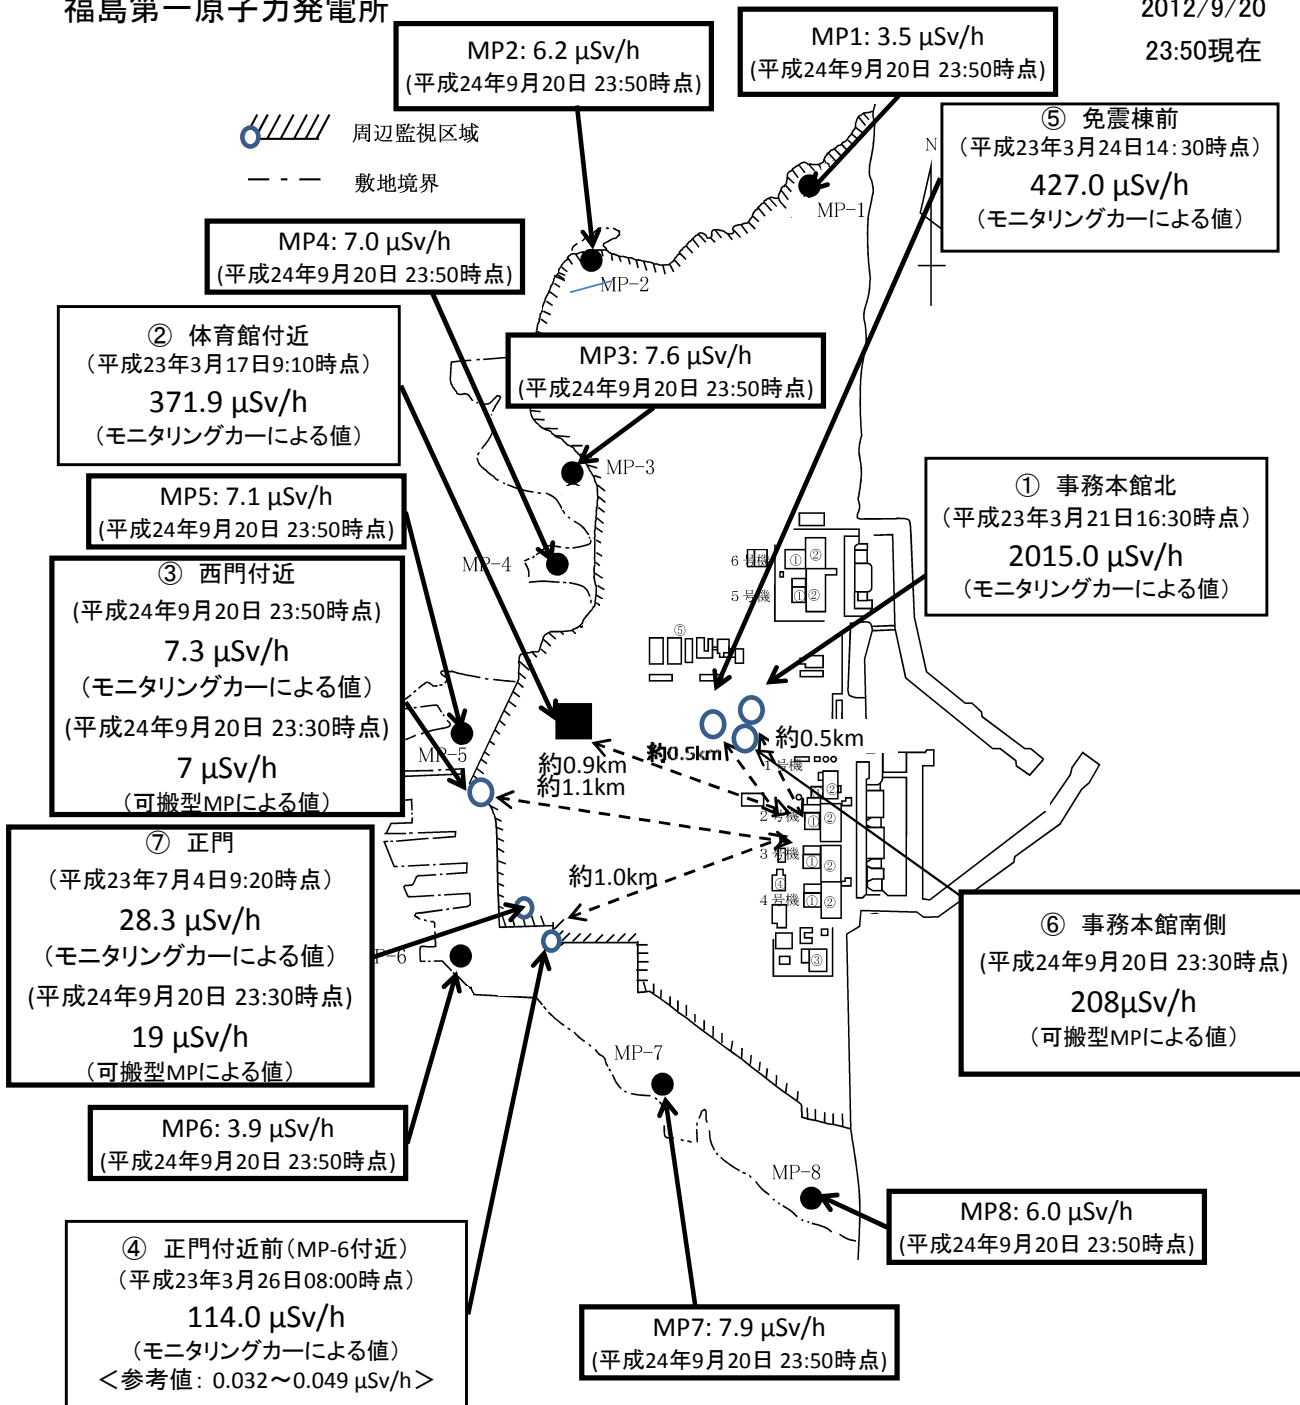 福島第一原子力発電所
2012/9/20
23:50現在
MP2: 6.2 μSv/h
(平成24年9月20日 23:50時点)
MP1: 3.5 μSv/h
(平成24年9月20日 23:50時点)
周辺監視区域
敷地境界
⑤ 免震棟前
(平成23年3月24日14:30時点)
427.0 μSv/h
(モニタリングカーによる値)
N
MP-1
MP4: 7.0 μSv/h
(平成24年9月20日 23:50時点)
MP-2
② 体育館付近
(平成23年3月17日9:10時点)
371.9 μSv/h
(モニタリングカーによる値)
MP3: 7.6 μSv/h
(平成24年9月20日 23:50時点)
MP-3
MP5: 7.1 μSv/h
(平成24年9月20日 23:50時点)
① 事務本館北
(平成23年3月21日16:30時点)
2015.0 μSv/h
(モニタリングカーによる値)
MP-4
6号機
① ②
5号機
① ②
③ 西門付近
(平成24年9月20日 23:50時点)
7.3 μSv/h
(モニタリングカーによる値)
(平成24年9月20日 23:30時点)
7 μSv/h
(可搬型MPによる値)
⑤
MP-5
約0.9km
約1.1km
約0.5km
約0.5km
1号機
②
2号機
① ②
3号機
① ②
④
4号機
① ②
③
約1.0km
⑦ 正門
(平成23年7月4日9:20時点)
28.3 μSv/h
(モニタリングカーによる値)
(平成24年9月20日 23:30時点)
19 μSv/h
(可搬型MPによる値)
P-6
⑥ 事務本館南側
(平成24年9月20日 23:30時点)
208μSv/h
(可搬型MPによる値)
MP-7
MP6: 3.9 μSv/h
(平成24年9月20日 23:50時点)
MP-8
MP8: 6.0 μSv/h
(平成24年9月20日 23:50時点)
④ 正門付近前(MP-6付近)
(平成23年3月26日08:00時点)
114.0 μSv/h
(モニタリングカーによる値)
＜参考値: 0.032～0.049 μSv/h＞
MP7: 7.9 μSv/h
(平成24年9月20日 23:50時点)